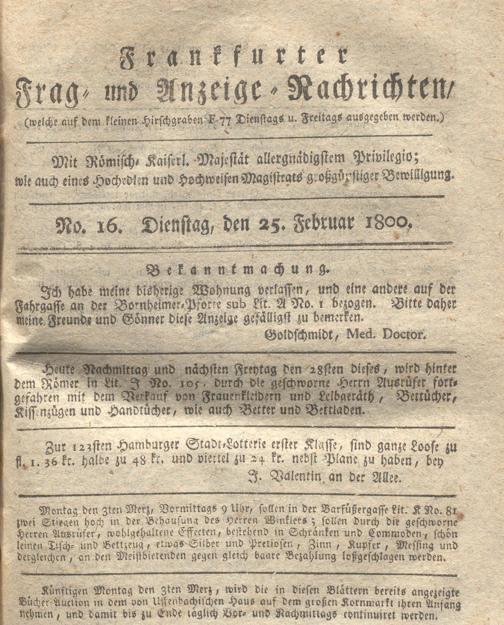 Frankfurter
Frag- und Anzeige-Nachrichten/
(welche auf dem kleinen Hirschgraben F 77 Dienstags u. Freitags ausgegeben werden.)
Mit Römisch-Kaiserl. Majestät allergnädigstem Privilegio;
wie auch eines Hochedlen und Hochweisen Magistrats großgünstiger Bewilligung.
No. 16. Dienstag, den 25. Februar 1800.
Bekanntmachung.
Ich habe meine bisherige Wohnung verlassen, und eine andere auf der
Fahrgasse an der Bornheimer-Pforte sub Lit. A No. 1 bezogen. Bitte daher
meine Freunde und Gönner diese Anzeige gefälligst zu bemerken.
Goldschmidt, Med. Doctor.
Heute Nachmittag und nächsten Freytag den 28sten dieses, wird hinter
dem Römer in Lit. J No. 105. durch die geschworne Herrn Ausrüfer fort-
gefahren mit dem Verkauf von Frauenkleidern und Leibgeräth, Bettücher,
Kissenzügen und Handtücher, wie auch Better und Bettladen.
Zur 123sten Hamburger Stadt-Lotterie erster Klasse, sind ganze Loose zu
fl. 1. 36 kr. halbe zu 48 kr. und viertel zu 24 kr. nebst Plane zu haben, bey
J. Valentin an der Allee.
Montag den 3ten Merz, Vormittags 9 Uhr, sollen in der Barfüßergasse Lit. K No. 81
zwei Stiegen hoch in der Behausung des Herren Winklers; sollen durch die geschworne
Herren Ausrüfer, wohlgehaltene Effecten, bestehend in Schränken und Commoden, schön
leinen Tisch- und Bettzeug, etwas Silber und Pretiosen, Zinn, Kupfer, Messing und
dergleichen, an den Meistbietenden gegen gleich baare Bezahlung losgeschlagen werden.
Künftigen Montag den 3ten Merz, wird die in diesen Blättern bereits angezeigte
Bücher Auction in dem von Uffenbachischen Haus auf dem großen Kornmarkt ihren Anfang
nehmen, und damit bis zu Ende täglich Vor- und Nachmittags continuiret werden.